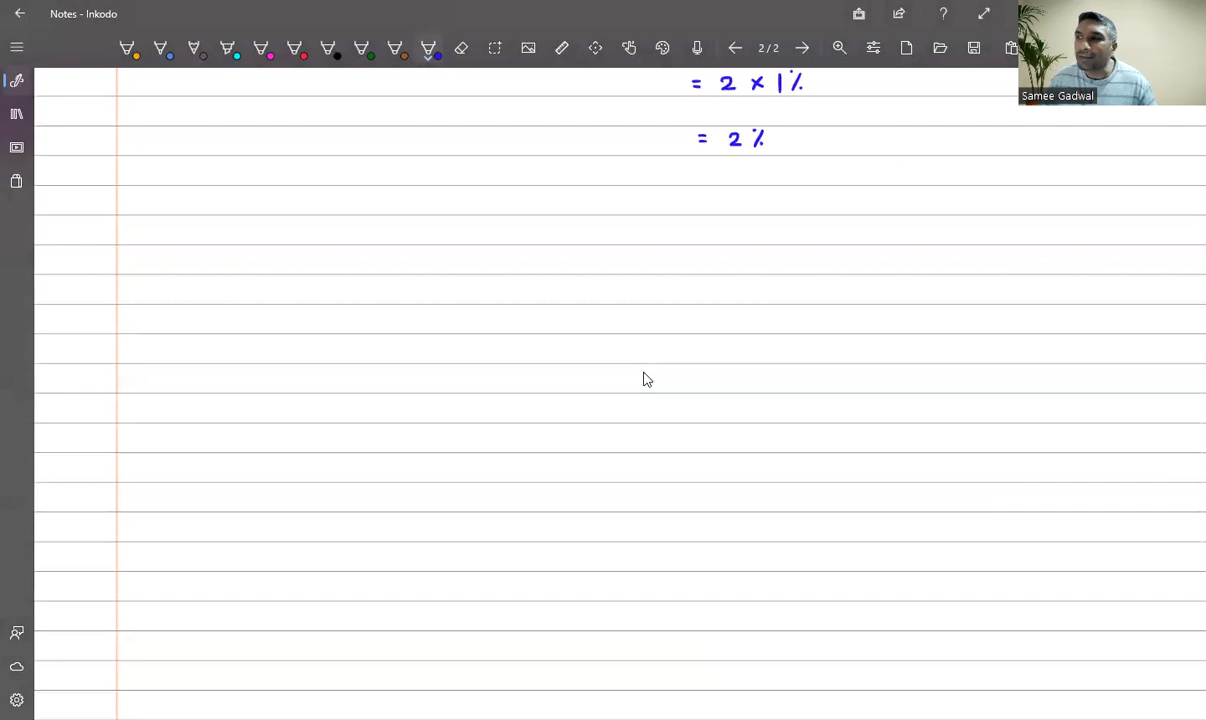 Notes - Inkodo
2/2
Samee Gadwal
= 2 × 1%
= 2%